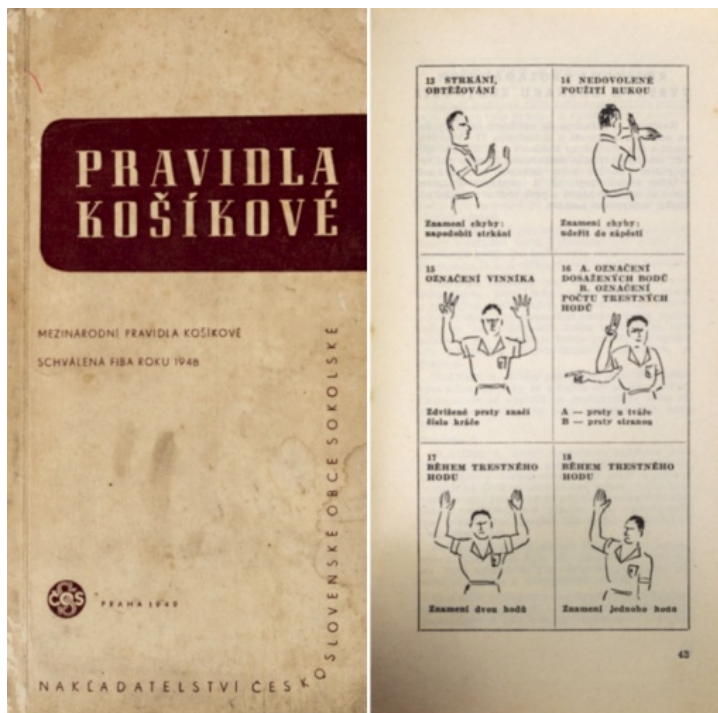 PRAVIDLA
KOŠÍKOVÉ
MEZINÁRODNÍ PRAVIDLA KOŠÍKOVÉ
SCHVÁLENÁ FIBA ROKU 1948
ČOS
PRAHA 1949
NAKLADATELSTVÍ ČESKOSLOVENSKÉ OBCE SOKOLSKÉ
13 STRKÁNÍ,
OBTĚŽOVÁNÍ
Znamení chyby:
napodobit strkání
14 NEDOVOLENÉ
POUŽITÍ RUKOU
Znamení chyby:
udeřit do zápěstí
15
OZNAČENÍ VINNÍKA
Zdvižené prsty značí
číslo hráče
16 A. OZNAČENÍ
DOSAŽENÝCH BODŮ
B. OZNAČENÍ
POČTU TRESTNÝCH
HODŮ
A — prsty u tváře
B — prsty stranou
17
BĚHEM TRESTNÉHO
HODU
Znamení dvou hodů
18
BĚHEM TRESTNÉHO
HODU
Znamení jednoho hodu
43